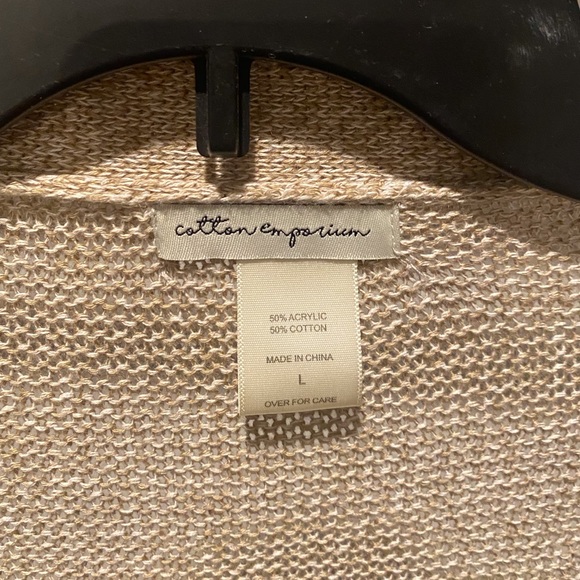 cotton emporium
50% ACRYLIC
50% COTTON
MADE IN CHINA
L
OVER FOR CARE